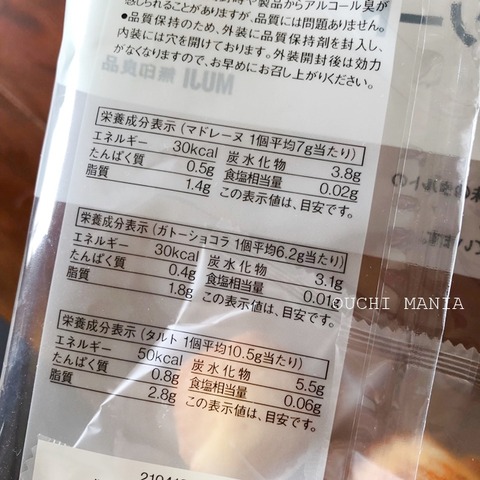 感じられることがありますが、品質には問題ありません。
●品質保持のため、外装に品質保持剤を封入し、
内装には穴を開けております。外装開封後は効力
がなくなりますので、お早めにお召し上がりください。
MUJI 無印良品
栄養成分表示 (マドレーヌ 1個平均7g当たり)
エネルギー 30kcal 炭水化物 3.8g
たんぱく質 0.5g 食塩相当量 0.02g
脂質 1.4g この表示値は、目安です。
栄養成分表示 (ガトーショコラ 1個平均6.2g当たり)
エネルギー 30kcal 炭水化物 3.1g
たんぱく質 0.4g 食塩相当量 0.01g
脂質 1.8g この表示値は、目安です。
OUCHI MANIA
栄養成分表示 (タルト 1個平均10.5g当たり)
エネルギー 50kcal 炭水化物 5.5g
たんぱく質 0.8g 食塩相当量 0.06g
脂質 2.8g この表示値は、目安です。